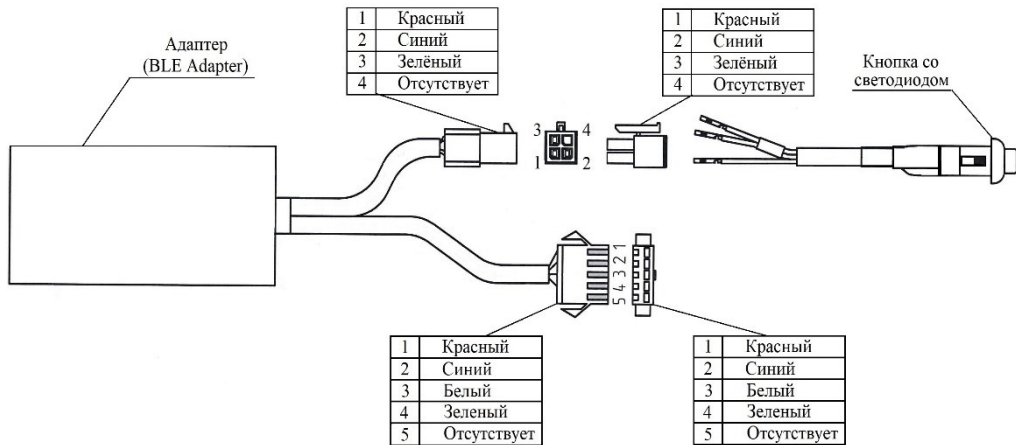 1 Красный
2 Синий
3 Зелёный
4 Отсутствует
1 Красный
2 Синий
3 Зелёный
4 Отсутствует
Адаптер
(BLE Adapter)
Кнопка со
светодиодом
3 4
1 2
5 4 3 2 1
1 Красный
2 Синий
3 Белый
4 Зеленый
5 Отсутствует
1 Красный
2 Синий
3 Белый
4 Зеленый
5 Отсутствует